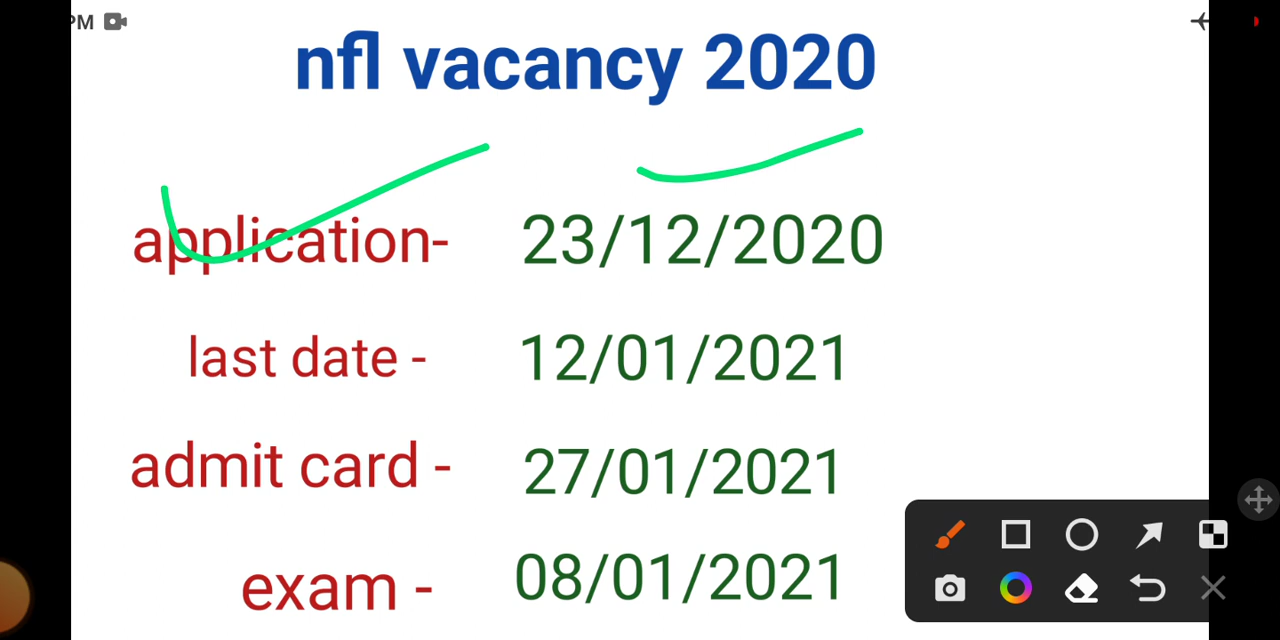 PM
nfl vacancy 2020
application- 23/12/2020
last date - 12/01/2021
admit card - 27/01/2021
exam - 08/01/2021